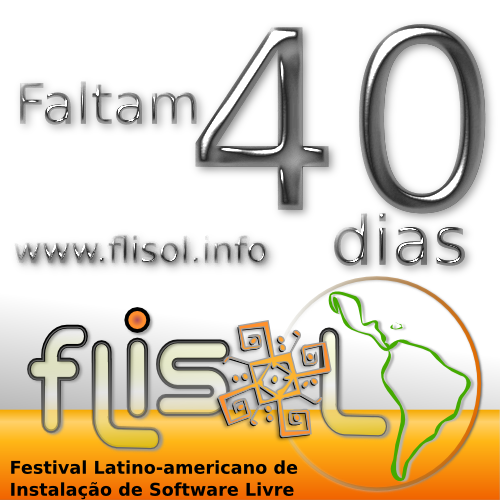 Faltam 40
dias
www.flisol.info
flisol
Festival Latino-americano de
Instalação de Software Livre